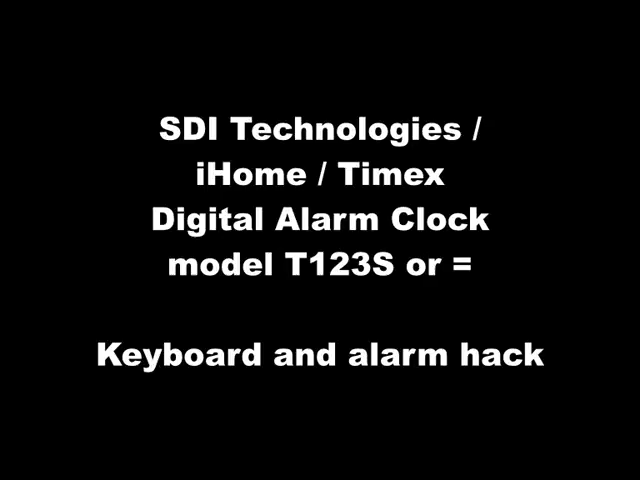 SDI Technologies /
iHome / Timex
Digital Alarm Clock
model T123S or =
Keyboard and alarm hack